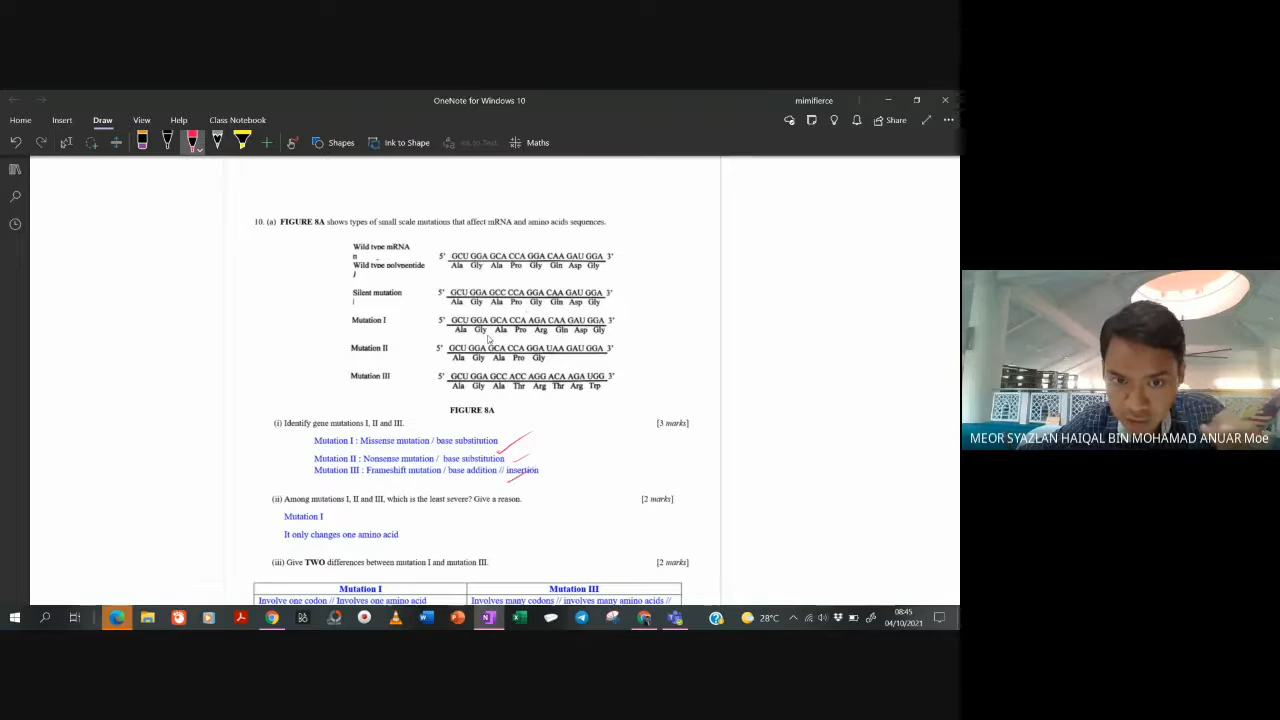 OneNote for Windows 10
mimifierce
Home Insert Draw View Help Class Notebook
Share
Shapes Ink to Shape Ink to Text Maths
10. (a) FIGURE 8A shows types of small scale mutations that affect mRNA and amino acids sequences.
Wild type mRNA 5' GCU GGA GCA CCA GGA CAA GAU GGA 3'
Wild type polypeptide Ala Gly Ala Pro Gly Gln Asp Gly
Silent mutation 5' GCU GGA GCC CCA GGA CAA GAU GGA 3'
Ala Gly Ala Pro Gly Gln Asp Gly
Mutation I 5' GCU GGA GCA CCA AGA CAA GAU GGA 3'
Ala Gly Ala Pro Arg Gln Asp Gly
Mutation II 5' GCU GGA GCA CCA GGA UAA GAU GGA 3'
Ala Gly Ala Pro Gly
Mutation III 5' GCU GGA GCC ACC AGG ACA AGA UGG 3'
Ala Gly Ala Thr Arg Thr Arg Trp
FIGURE 8A
(i) Identify gene mutations I, II and III. [3 marks]
Mutation I : Missense mutation / base substitution
Mutation II : Nonsense mutation / base substitution
Mutation III : Frameshift mutation / base addition // insertion
(ii) Among mutations I, II and III, which is the least severe? Give a reason. [2 marks]
Mutation I
It only changes one amino acid
(iii) Give TWO differences between mutation I and mutation III. [2 marks]
Mutation I Mutation III
Involve one codon // Involves one amino acid Involves many codons // involves many amino acids //
MEOR SYAZLAN HAIQAL BIN MOHAMAD ANUAR Moe
28°C
08:45
04/10/2021